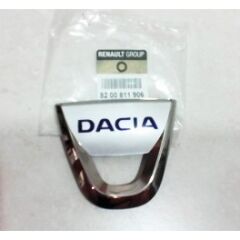 RENAULT GROUP
82 00 811 906
DACIA